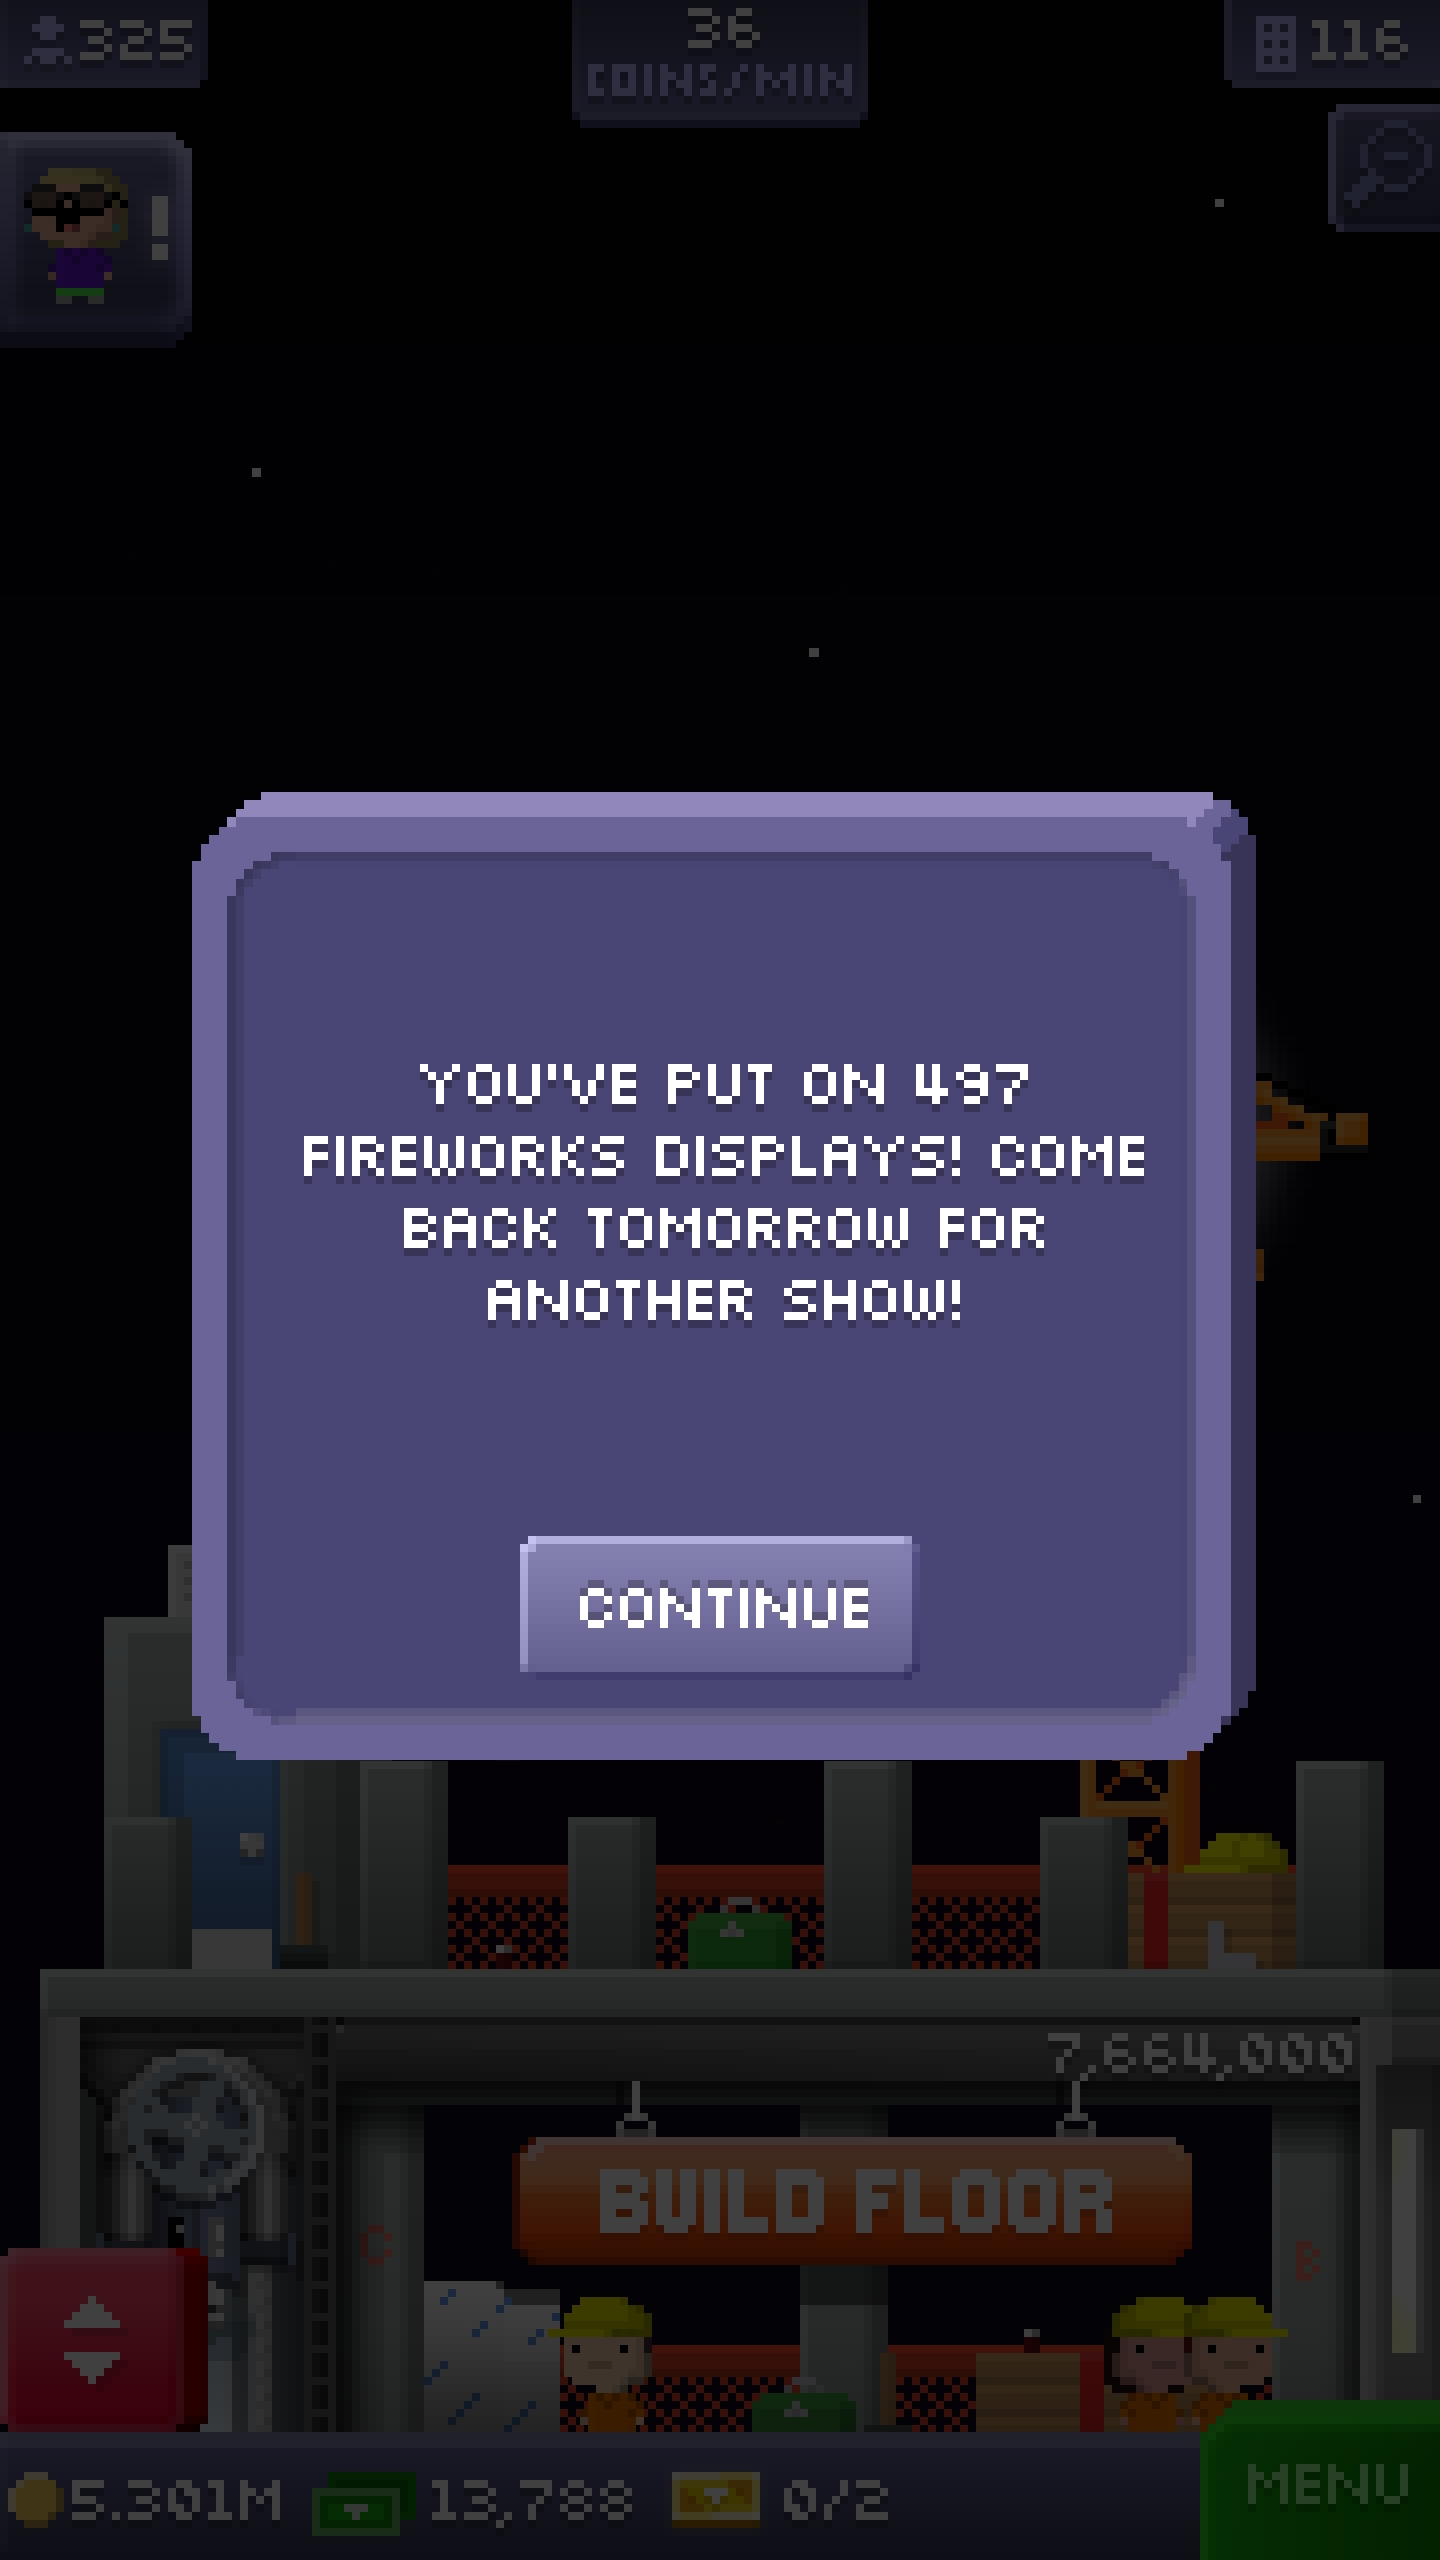 325
36
COINS/MIN
116
!
YOU'VE PUT ON 497
FIREWORKS DISPLAYS! COME
BACK TOMORROW FOR
ANOTHER SHOW!
CONTINUE
7,664,000
BUILD FLOOR
C
B
5.301M
13,788
0/2
MENU